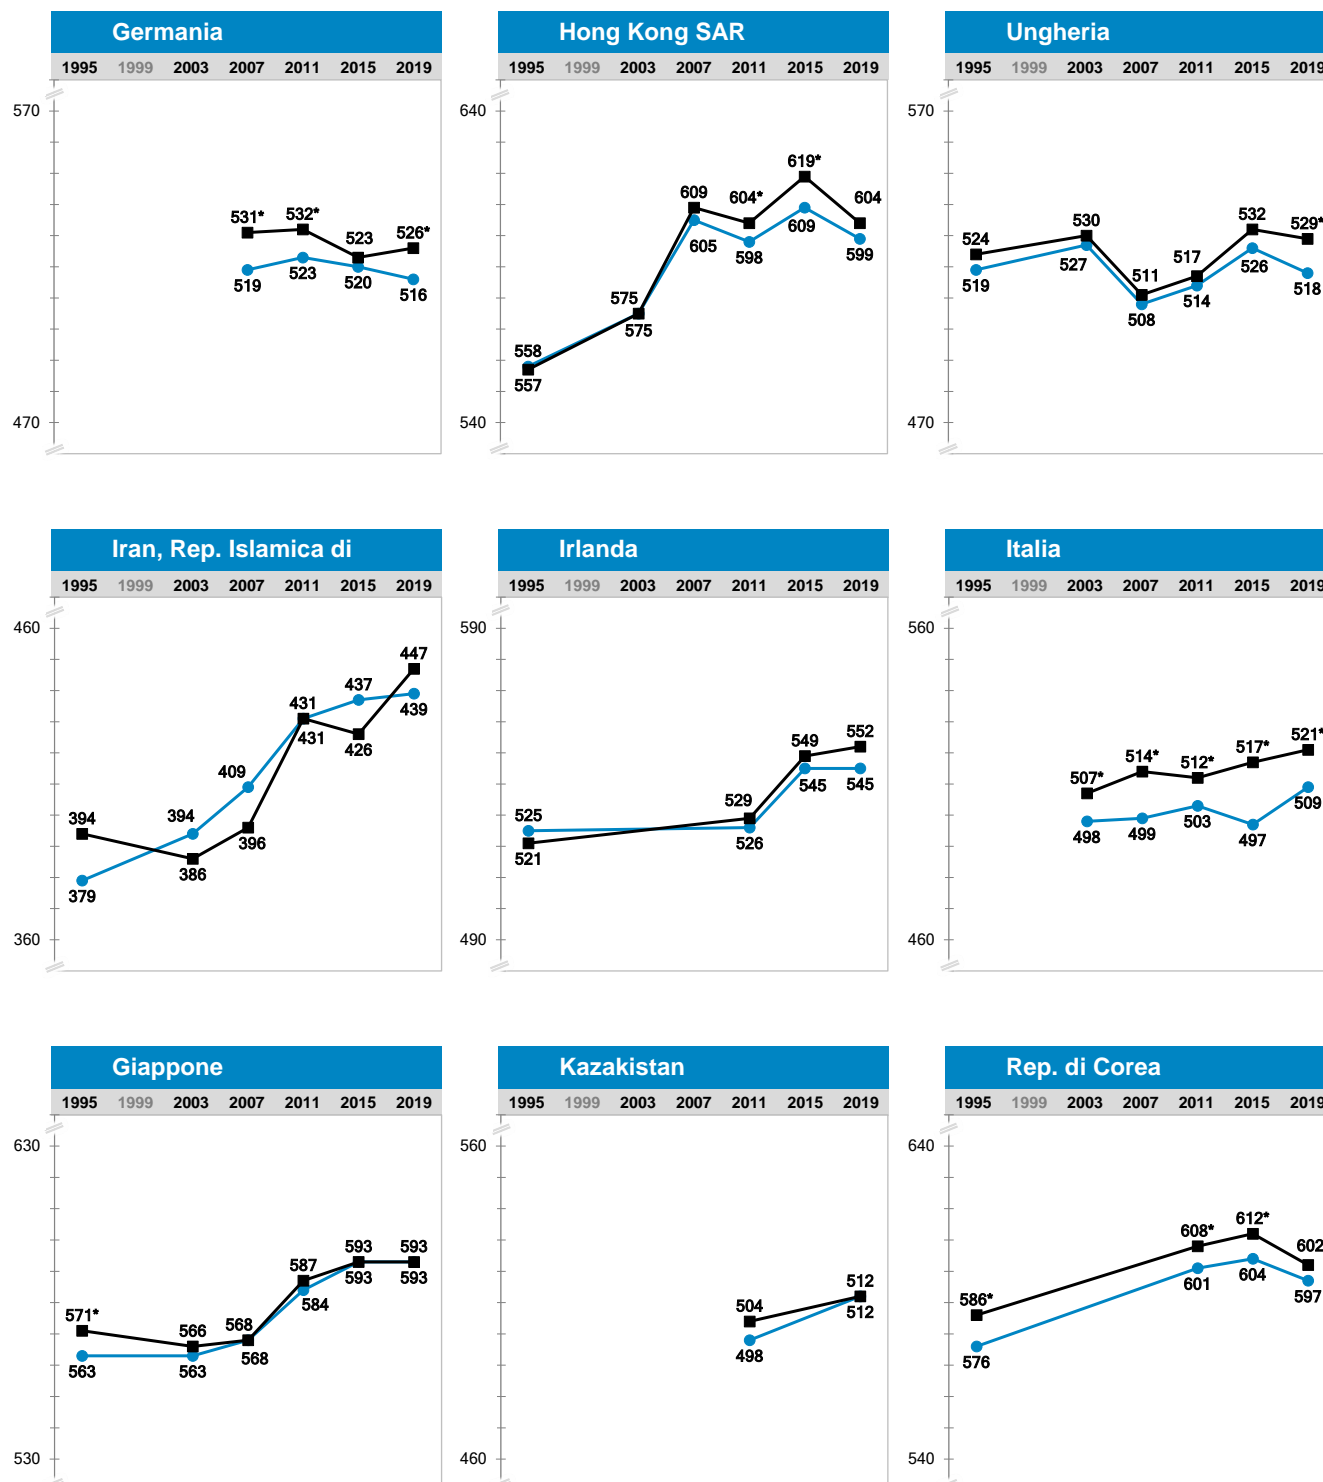 Germania
1995 1999 2003 2007 2011 2015 2019
570
531* 532* 523 526*
519 523 520 516
470
Hong Kong SAR
1995 1999 2003 2007 2011 2015 2019
640
558 575 609 604* 619* 604
557 575 605 598 609 599
540
Ungheria
1995 1999 2003 2007 2011 2015 2019
570
524 530 511 517 532 529*
519 527 508 514 526 518
470
Iran, Rep. Islamica di
1995 1999 2003 2007 2011 2015 2019
460
394 394 409 431 437 447
379 386 396 431 426 439
360
Irlanda
1995 1999 2003 2007 2011 2015 2019
590
525 529 549 552
521 526 545 545
490
Italia
1995 1999 2003 2007 2011 2015 2019
560
507* 514* 512* 517* 521*
498 499 503 497 509
460
Giappone
1995 1999 2003 2007 2011 2015 2019
630
571* 566 568 587 593 593
563 563 568 584 593 593
530
Kazakistan
1995 1999 2003 2007 2011 2015 2019
560
504 512
498 512
460
Rep. di Corea
1995 1999 2003 2007 2011 2015 2019
640
586* 608* 612* 602
576 601 604 597
540